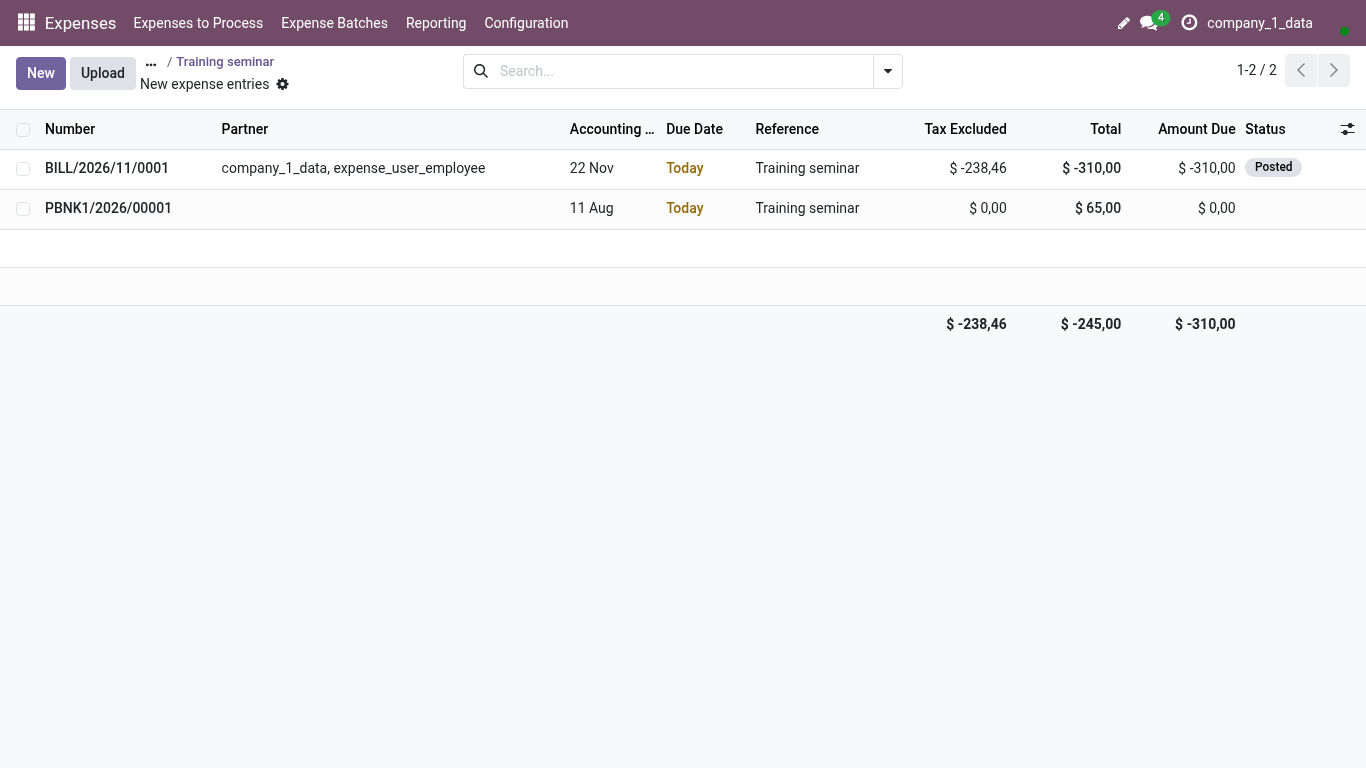 Expenses Expenses to Process Expense Batches Reporting Configuration 4 company_1_data
New Upload ... / Training seminar
New expense entries
Search...
1-2 / 2
Number Partner Accounting ... Due Date Reference Tax Excluded Total Amount Due Status
BILL/2026/11/0001 company_1_data, expense_user_employee 22 Nov Today Training seminar $ -238,46 $ -310,00 $ -310,00 Posted
PBNK1/2026/00001 11 Aug Today Training seminar $ 0,00 $ 65,00 $ 0,00
$ -238,46 $ -245,00 $ -310,00